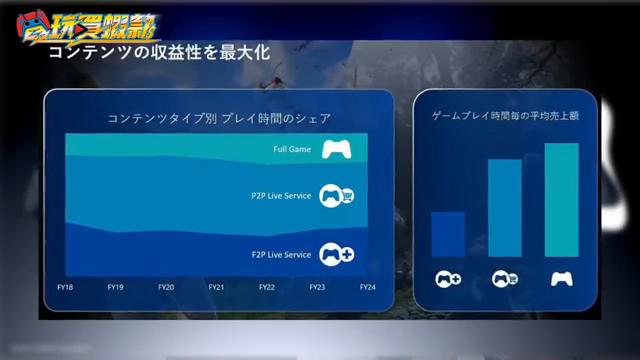 玩買蝦款
コンテンツの収益性を最大化
コンテンツタイプ別 プレイ時間のシェア
Full Game
P2P Live Service
F2P Live Service
FY18 FY19 FY20 FY21 FY22 FY23 FY24
ゲームプレイ時間毎の平均売上額